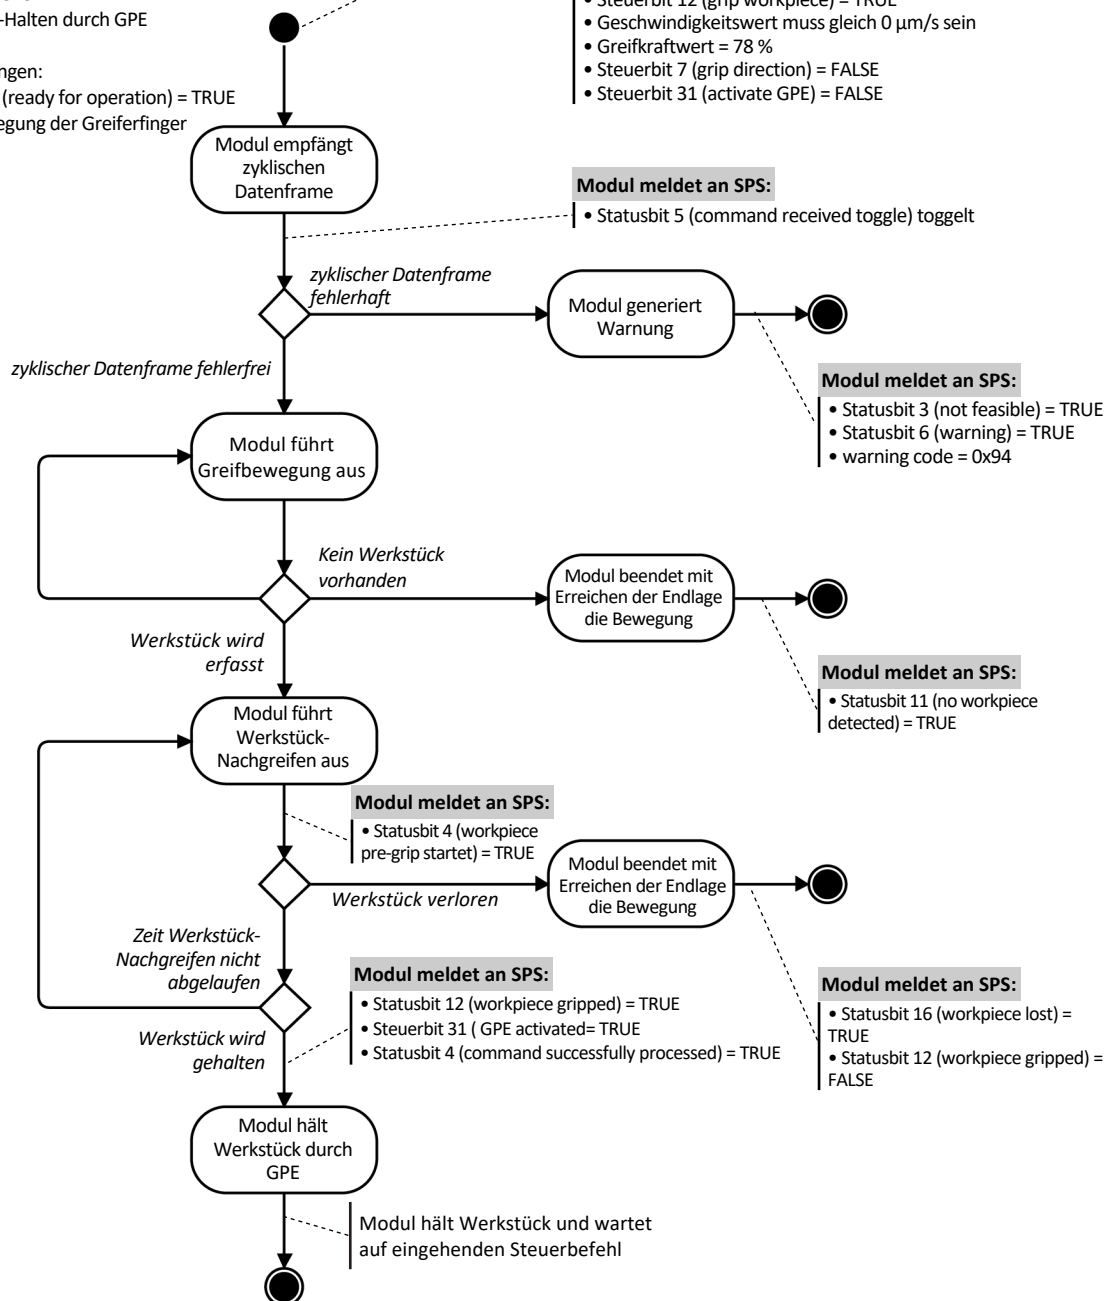 -Halten durch GPE
ngen:
(ready for operation) = TRUE
egung der Greiferfinger
• Steuerbit 12 (grip workpiece) = TRUE
• Geschwindigkeitswert muss gleich 0 µm/s sein
• Greifkraftwert = 78 %
• Steuerbit 7 (grip direction) = FALSE
• Steuerbit 31 (activate GPE) = FALSE
Modul empfängt
zyklischen
Datenframe
Modul meldet an SPS:
• Statusbit 5 (command received toggle) toggelt
zyklischer Datenframe
fehlerhaft
Modul generiert
Warnung
zyklischer Datenframe fehlerfrei
Modul meldet an SPS:
• Statusbit 3 (not feasible) = TRUE
• Statusbit 6 (warning) = TRUE
• warning code = 0x94
Modul führt
Greifbewegung aus
Kein Werkstück
vorhanden
Modul beendet mit
Erreichen der Endlage
die Bewegung
Werkstück wird
erfasst
Modul meldet an SPS:
• Statusbit 11 (no workpiece
detected) = TRUE
Modul führt
Werkstück-
Nachgreifen aus
Modul meldet an SPS:
• Statusbit 4 (workpiece
pre-grip startet) = TRUE
Modul beendet mit
Erreichen der Endlage
die Bewegung
Werkstück verloren
Zeit Werkstück-
Nachgreifen nicht
abgelaufen
Modul meldet an SPS:
• Statusbit 12 (workpiece gripped) = TRUE
• Steuerbit 31 ( GPE activated= TRUE
• Statusbit 4 (command successfully processed) = TRUE
Modul meldet an SPS:
• Statusbit 16 (workpiece lost) =
TRUE
• Statusbit 12 (workpiece gripped) =
FALSE
Werkstück wird
gehalten
Modul hält
Werkstück durch
GPE
Modul hält Werkstück und wartet
auf eingehenden Steuerbefehl